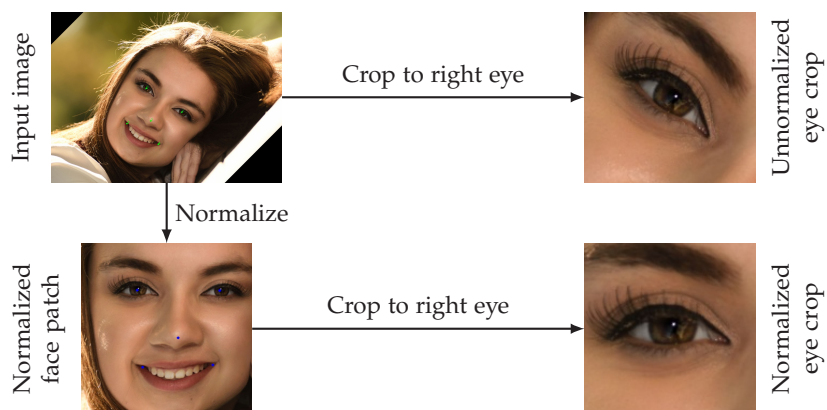 Input image
Crop to right eye
Unnormalized
eye crop
Normalize
Normalized
face patch
Crop to right eye
Normalized
eye crop